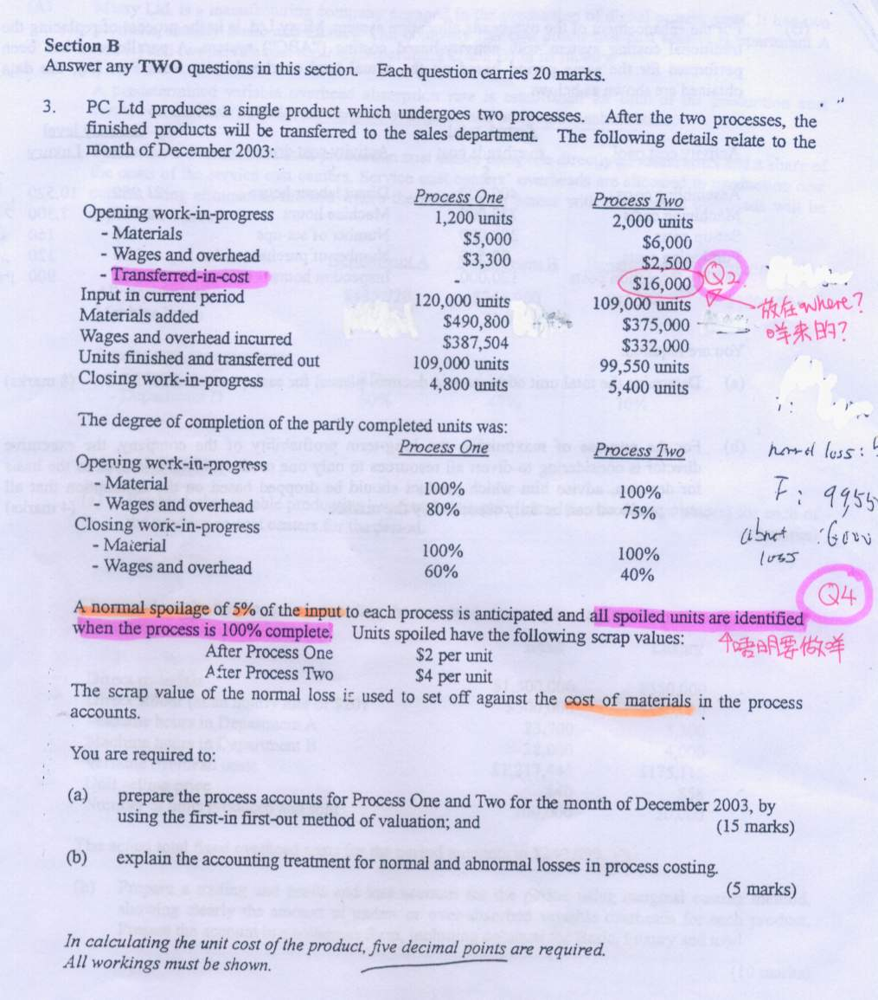 Section B
Answer any TWO questions in this section. Each question carries 20 marks.
3. PC Ltd produces a single product which undergoes two processes. After the two processes, the
finished products will be transferred to the sales department. The following details relate to the
month of December 2003:
Process One Process Two
Opening work-in-progress 1,200 units 2,000 units
- Materials $5,000 $6,000
- Wages and overhead $3,300 $2,500
- Transferred-in-cost - $16,000 Q2
Input in current period 120,000 units 109,000 units 放在where?
Materials added $490,800 $375,000 咩来的?
Wages and overhead incurred $387,504 $332,000
Units finished and transferred out 109,000 units 99,550 units
Closing work-in-progress 4,800 units 5,400 units
The degree of completion of the partly completed units was:
Process One Process Two
Opening work-in-progress
- Material 100% 100%
- Wages and overhead 80% 75%
Closing work-in-progress
- Material 100% 100%
- Wages and overhead 60% 40%
loss:
F: 995
loss
Q4
A normal spoilage of 5% of the input to each process is anticipated and all spoiled units are identified
when the process is 100% complete. Units spoiled have the following scrap values:
↑唔明要做咩
After Process One $2 per unit
After Process Two $4 per unit
The scrap value of the normal loss is used to set off against the cost of materials in the process
accounts.
You are required to:
(a) prepare the process accounts for Process One and Two for the month of December 2003, by
using the first-in first-out method of valuation; and
(15 marks)
(b) explain the accounting treatment for normal and abnormal losses in process costing.
(5 marks)
In calculating the unit cost of the product, five decimal points are required.
All workings must be shown.